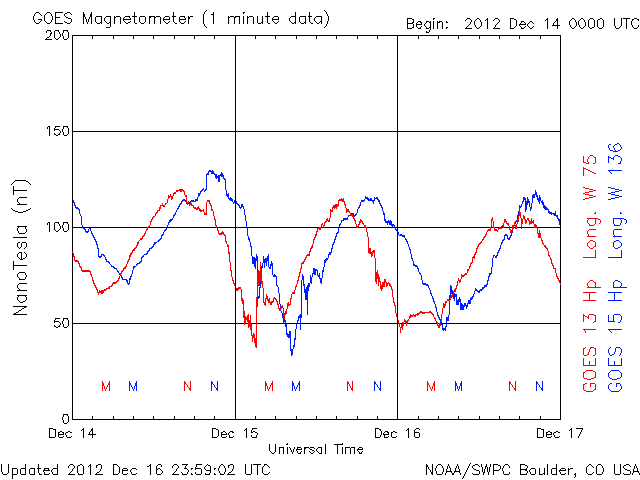 GOES Magnetometer (1 minute data)
Begin: 2012 Dec 14 0000 UTC
200
150
100
50
0
NanoTesla (nT)
M M N N M M N N M M N N
Dec 14 Dec 15 Dec 16 Dec 17
Universal Time
GOES 13 Hp Long. W 75
GOES 15 Hp Long. W 136
Updated 2012 Dec 16 23:59:02 UTC
NOAA/SWPC Boulder, CO USA